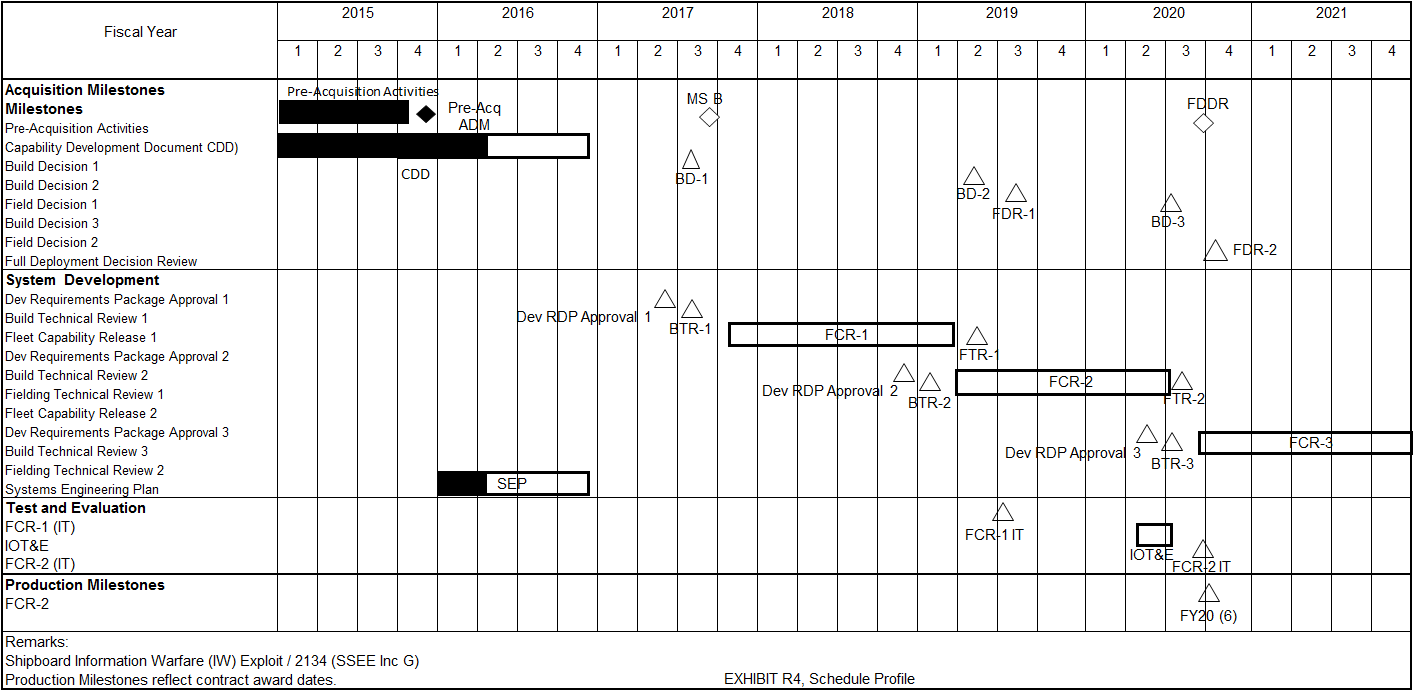 Fiscal Year 2015 2016 2017 2018 2019 2020 2021
1 2 3 4 1 2 3 4 1 2 3 4 1 2 3 4 1 2 3 4 1 2 3 4 1 2 3 4
Acquisition Milestones
Milestones
Pre-Acquisition Activities
Capability Development Document CDD)
Build Decision 1
Build Decision 2
Field Decision 1
Build Decision 3
Field Decision 2
Full Deployment Decision Review
Pre-Acquisition Activities
Pre-Acq
ADM
CDD
MS B
BD-1
BD-2
FDR-1
FDDR
BD-3
FDR-2
System  Development
Dev Requirements Package Approval 1
Build Technical Review 1
Fleet Capability Release 1
Dev Requirements Package Approval 2
Build Technical Review 2
Fielding Technical Review 1
Fleet Capability Release 2
Dev Requirements Package Approval 3
Build Technical Review 3
Fielding Technical Review 2
Systems Engineering Plan
Dev RDP Approval 1
BTR-1
FCR-1
FTR-1
Dev RDP Approval 2
BTR-2
FCR-2
FTR-2
Dev RDP Approval 3
BTR-3
FCR-3
SEP
Test and Evaluation
FCR-1 (IT)
IOT&E
FCR-2 (IT)
FCR-1 IT
IOT&E
FCR-2 IT
Production Milestones
FCR-2
FY20 (6)
Remarks:
Shipboard Information Warfare (IW) Exploit / 2134 (SSEE Inc G)
Production Milestones reflect contract award dates.
EXHIBIT R4, Schedule Profile